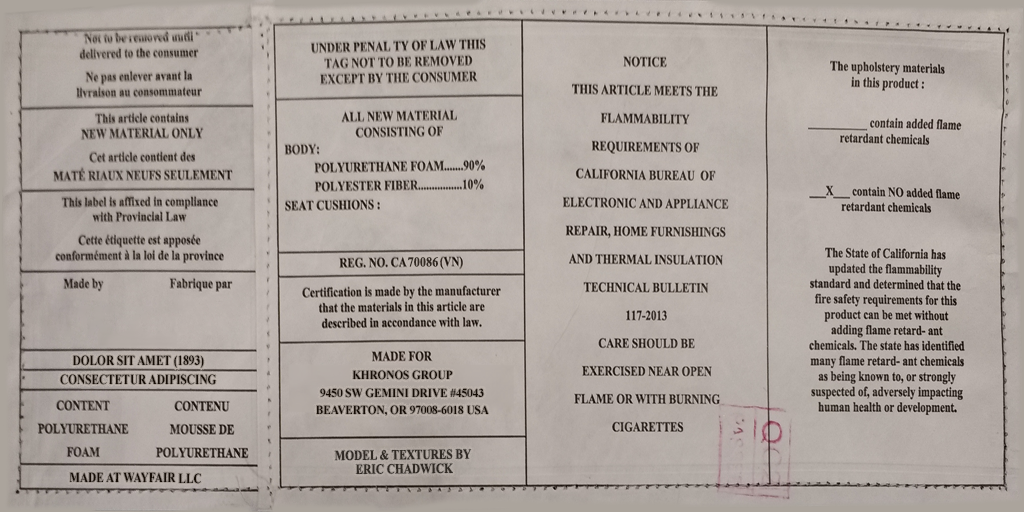 Not to be removed until
delivered to the consumer
Ne pas enlever avant la
livraison au consommateur
This article contains
NEW MATERIAL ONLY
Cet article contient des
MATÉ RIAUX NEUFS SEULEMENT
This label is affixed in compliance
with Provincial Law
Cette étiquette est apposée
conformément à la loi de la province
Made by Fabrique par
DOLOR SIT AMET (1893)
CONSECTETUR ADIPISCING
CONTENT CONTENU
POLYURETHANE MOUSSE DE
FOAM POLYURETHANE
MADE AT WAYFAIR LLC
UNDER PENAL TY OF LAW THIS
TAG NOT TO BE REMOVED
EXCEPT BY THE CONSUMER
ALL NEW MATERIAL
CONSISTING OF
BODY:
POLYURETHANE FOAM.......90%
POLYESTER FIBER................10%
SEAT CUSHIONS :
REG. NO. CA70086 (VN)
Certification is made by the manufacturer
that the materials in this article are
described in accordance with law.
MADE FOR
KHRONOS GROUP
9450 SW GEMINI DRIVE #45043
BEAVERTON, OR 97008-6018 USA
MODEL & TEXTURES BY
ERIC CHADWICK
NOTICE
THIS ARTICLE MEETS THE
FLAMMABILITY
REQUIREMENTS OF
CALIFORNIA BUREAU OF
ELECTRONIC AND APPLIANCE
REPAIR, HOME FURNISHINGS
AND THERMAL INSULATION
TECHNICAL BULLETIN
117-2013
CARE SHOULD BE
EXERCISED NEAR OPEN
FLAME OR WITH BURNING
CIGARETTES
The upholstery materials
in this product :
__________ contain added flame
retardant chemicals
__X___ contain NO added flame
retardant chemicals
The State of California has
updated the flammability
standard and determined that the
fire safety requirements for this
product can be met without
adding flame retard- ant
chemicals. The state has identified
many flame retard- ant chemicals
as being known to, or strongly
suspected of, adversely impacting
human health or development.